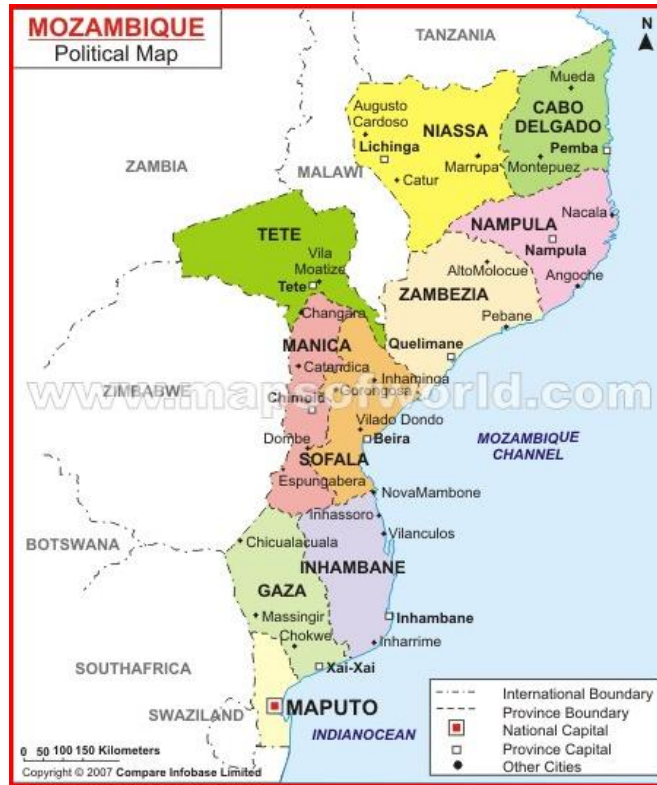 MOZAMBIQUE
Political Map
N
TANZANIA
Mueda
CABO
DELGADO
Augusto
Cardoso
NIASSA
Lichinga
Pemba
ZAMBIA
MALAWI
Marrupa
Montepuez
Catur
NAMPULA
Nacala
TETE
Nampula
Vila
Moatize
AltoMolocue
Tete
ZAMBEZIA
Angoche
Changara
Pebane
MANICA
Quelimane
Catandica
Inhaminga
www.mapsofworld.com
ZIMBABWE
Gorongosa
Chimoio
Vilado Dondo
Dombe
Beira
MOZAMBIQUE
CHANNEL
SOFALA
Espungabera
NovaMambone
Inhassoro
Vilanculos
BOTSWANA
Chicualacuala
INHAMBANE
GAZA
Massingir
Inhambane
Chokwe
Inharrime
SOUTHAFRICA
Xai-Xai
SWAZILAND
MAPUTO
INDIANOCEAN
International Boundary
Province Boundary
National Capital
Province Capital
Other Cities
0 50 100 150 Kilometers
Copyright © 2007 Compare Infobase Limited